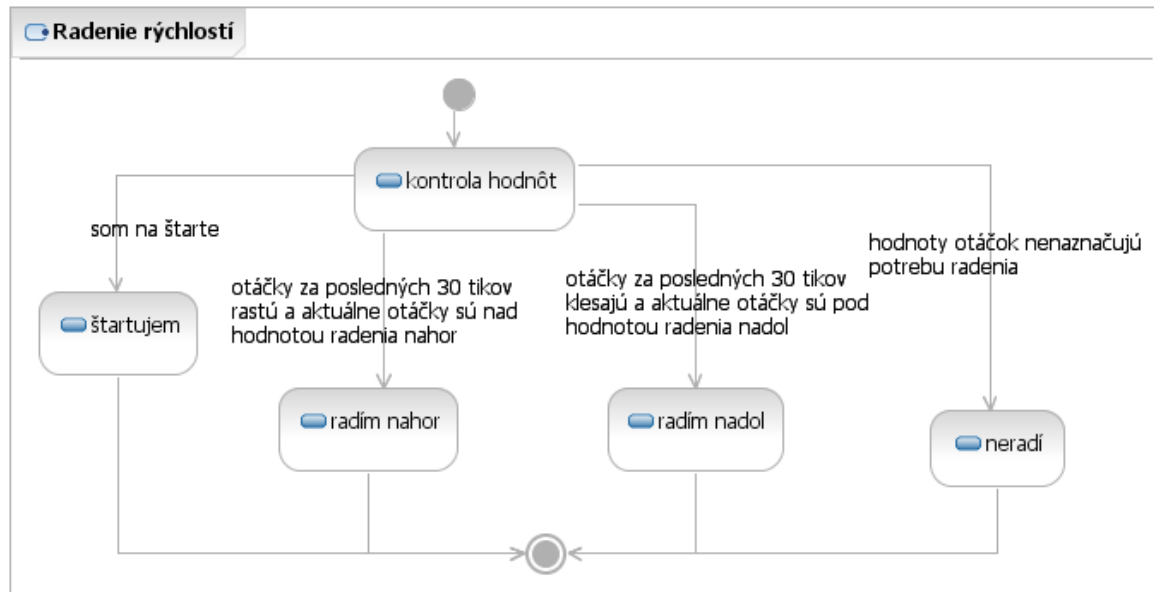 Radenie rýchlostí
kontrola hodnôt
som na štarte
hodnoty otáčok nenaznačujú
potrebu radenia
otáčky za posledných 30 tikov
rastú a aktuálne otáčky sú nad
hodnotou radenia nahor
otáčky za posledných 30 tikov
klesajú a aktuálne otáčky sú pod
hodnotou radenia nadol
štartujem
radím nahor
radím nadol
neradí